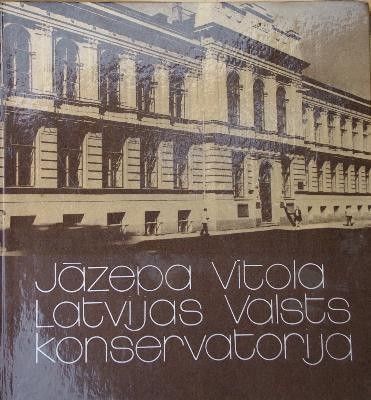 Jāzepa Vītola
Latvijas Valsts
konservatorija